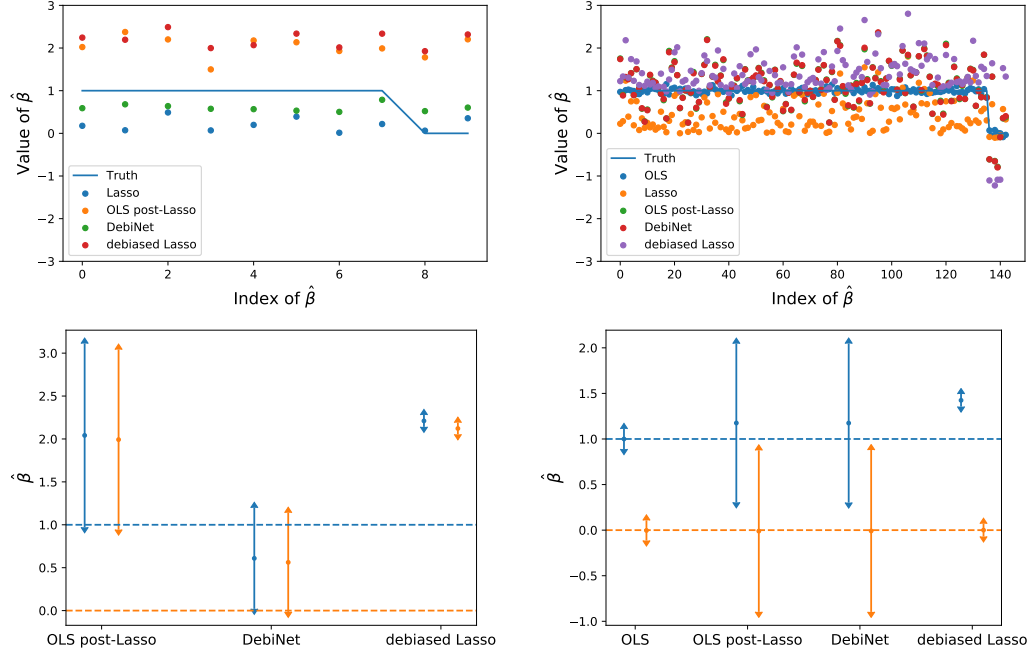 3
2
1
0
−1
−2
−3
Value of β̂
Truth
Lasso
OLS post-Lasso
DebiNet
debiased Lasso
0
2
4
6
8
Index of β̂
3
2
1
0
−1
−2
−3
Value of β̂
Truth
OLS
Lasso
OLS post-Lasso
DebiNet
debiased Lasso
0
20
40
60
80
100
120
140
Index of β̂
3.0
2.5
2.0
1.5
1.0
0.5
0.0
β̂
OLS post-Lasso
DebiNet
debiased Lasso
2.0
1.5
1.0
0.5
0.0
−0.5
−1.0
β̂
OLS
OLS post-Lasso
DebiNet
debiased Lasso